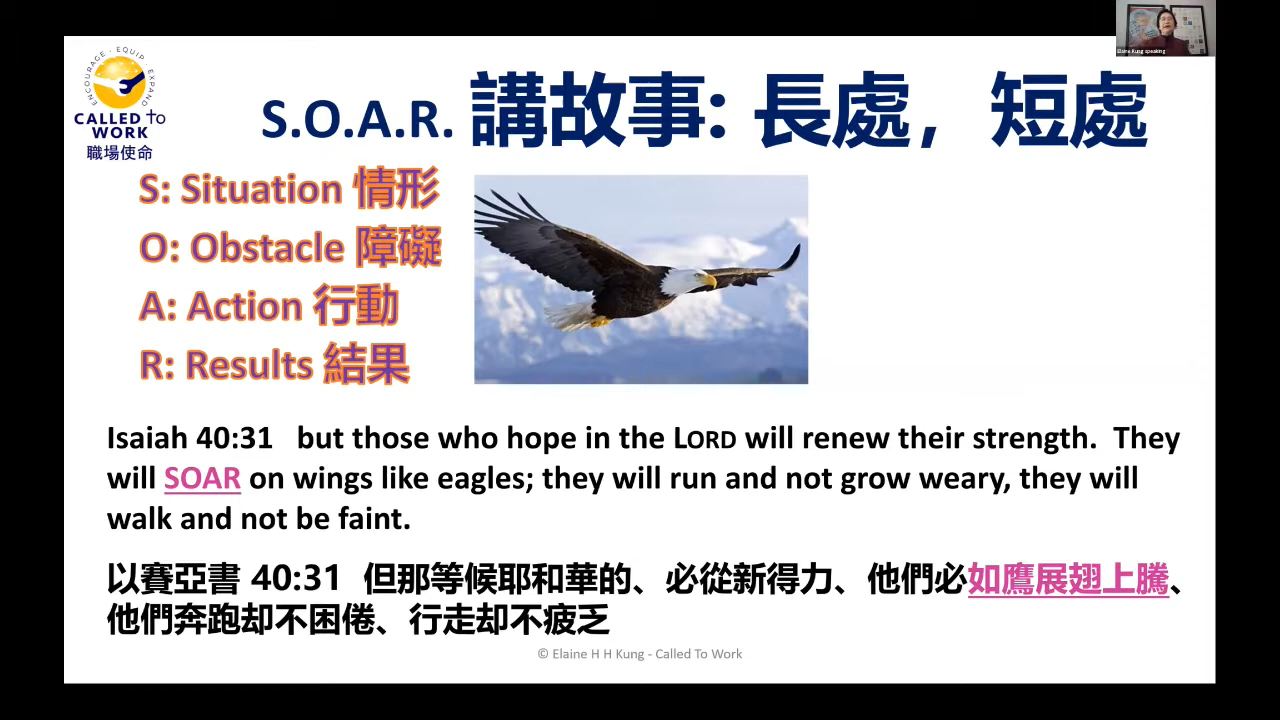 Elaine Kung speaking
ENCOURAGE · EQUIP · EXPAND
CALLED to
WORK
職場使命
S.O.A.R. 講故事: 長處，短處
S: Situation 情形
O: Obstacle 障礙
A: Action 行動
R: Results 結果
Isaiah 40:31 but those who hope in the LORD will renew their strength. They
will SOAR on wings like eagles; they will run and not grow weary, they will
walk and not be faint.
以賽亞書 40:31 但那等候耶和華的、必從新得力、他們必如鷹展翅上騰、
他們奔跑却不困倦、行走却不疲乏
© Elaine H H Kung - Called To Work